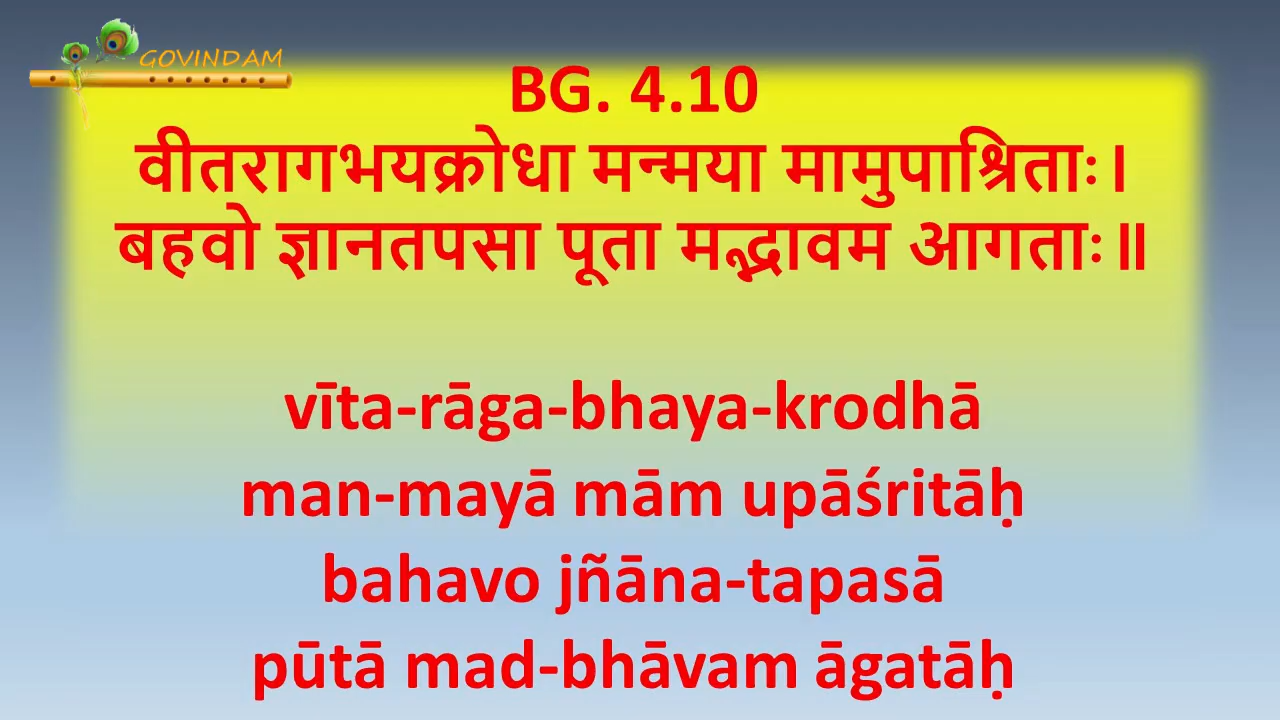 GOVINDAM
BG. 4.10
वीतरागभयक्रोधा मन्मया मामुपाश्रिताः।
बहवो ज्ञानतपसा पूता मद्भावम आगताः॥
vīta-rāga-bhaya-krodhā
man-mayā mām upāśritāḥ
bahavo jñāna-tapasā
pūtā mad-bhāvam āgatāḥ